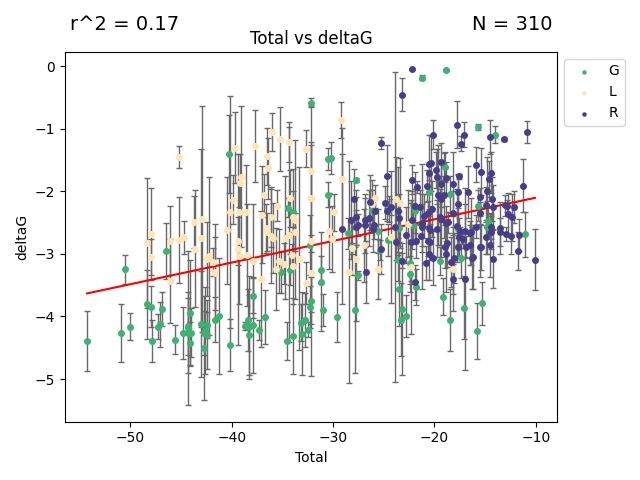 r^2 = 0.17
N = 310
Total vs deltaG
G
L
R
deltaG
0
−1
−2
−3
−4
−5
−50
−40
−30
−20
−10
Total